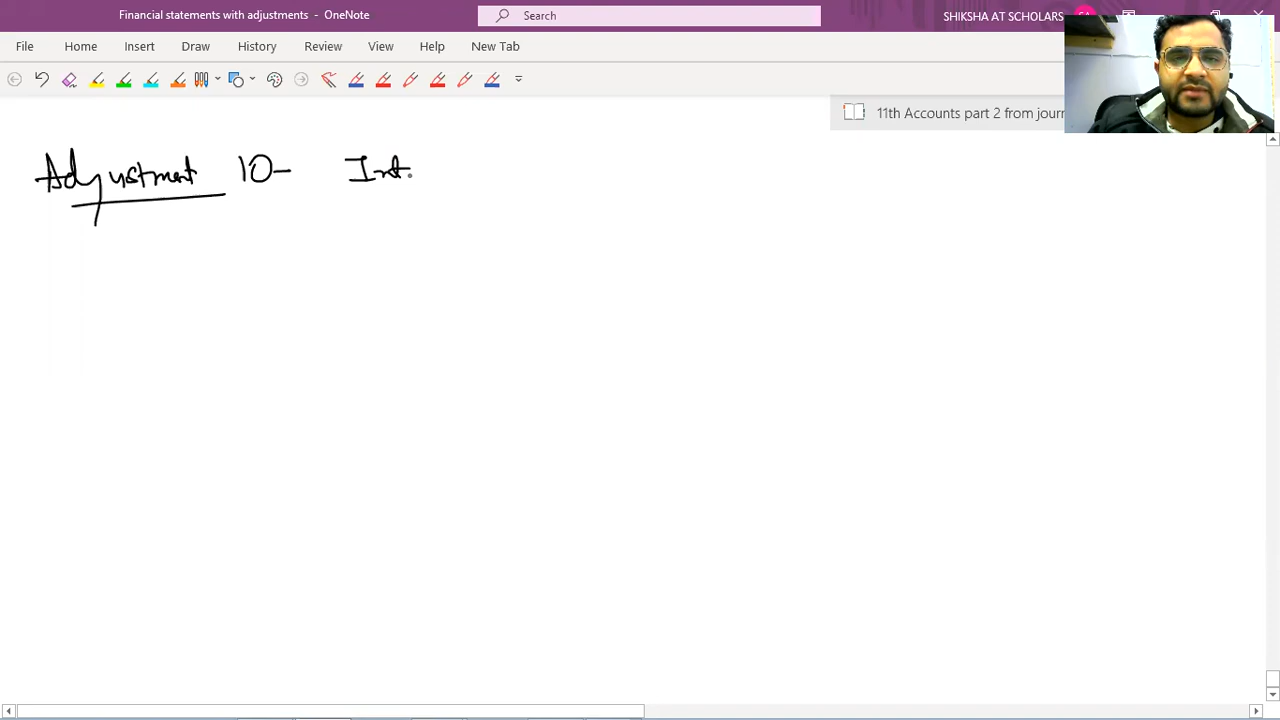 Financial statements with adjustments - OneNote
Search
SHIKSHA AT SCHOLARS
File Home Insert Draw History Review View Help New Tab
11th Accounts part 2 from jour
Adjustment 10- Int.